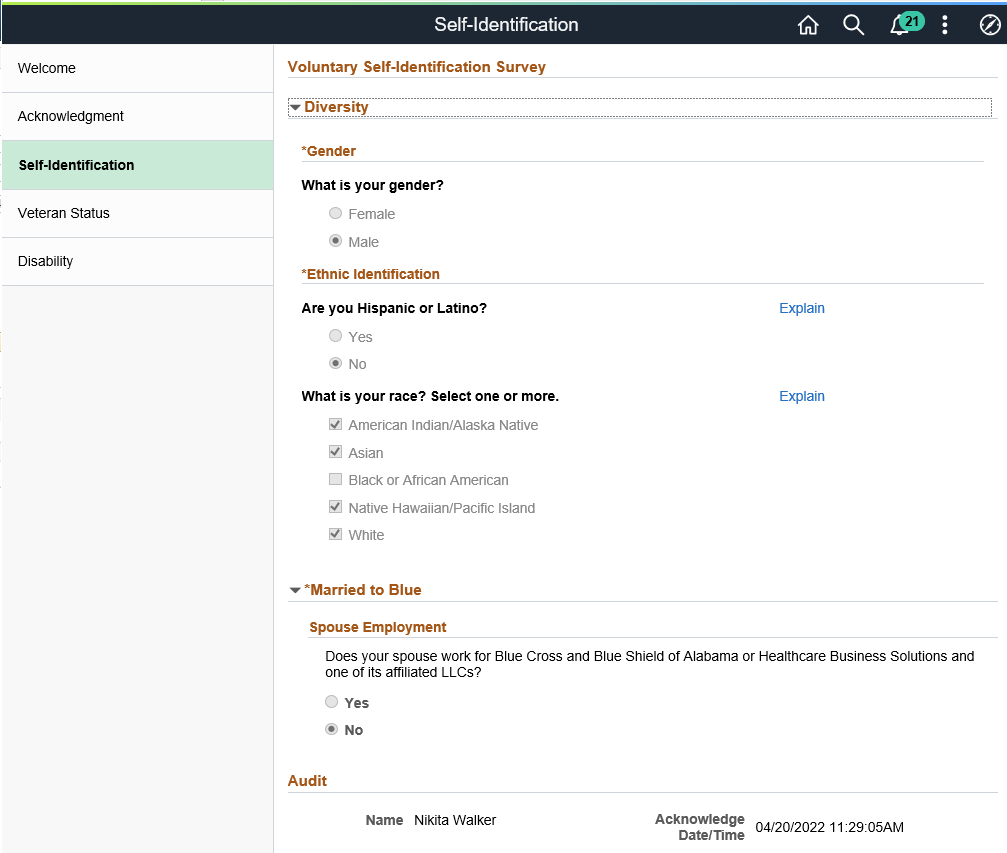 Self-Identification
21
Welcome
Acknowledgment
Self-Identification
Veteran Status
Disability
Voluntary Self-Identification Survey
Diversity
*Gender
What is your gender?
Female
Male
*Ethnic Identification
Are you Hispanic or Latino? Explain
Yes
No
What is your race? Select one or more. Explain
American Indian/Alaska Native
Asian
Black or African American
Native Hawaiian/Pacific Island
White
*Married to Blue
Spouse Employment
Does your spouse work for Blue Cross and Blue Shield of Alabama or Healthcare Business Solutions and
one of its affiliated LLCs?
Yes
No
Audit
Name Nikita Walker
Acknowledge
Date/Time 04/20/2022 11:29:05AM